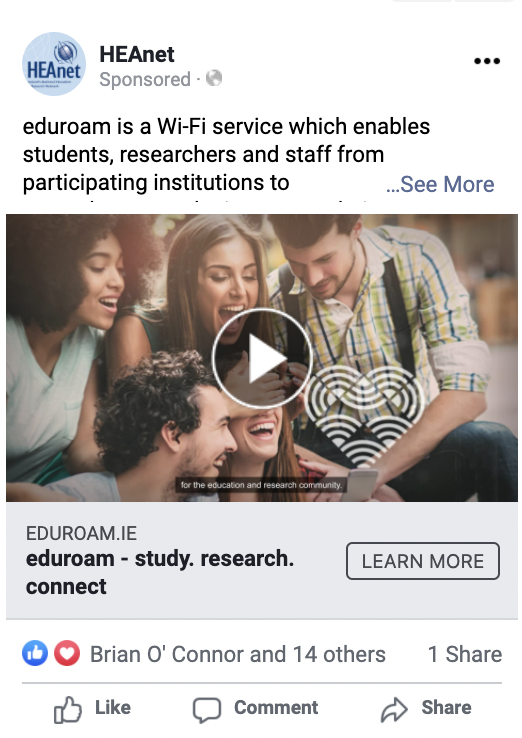 HEAnet
HEAnet
Sponsored ·
eduroam is a Wi-Fi service which enables
students, researchers and staff from
participating institutions to ...See More
for the education and research community.
EDUROAM.IE
eduroam - study. research.
connect
LEARN MORE
Brian O' Connor and 14 others 1 Share
Like Comment Share